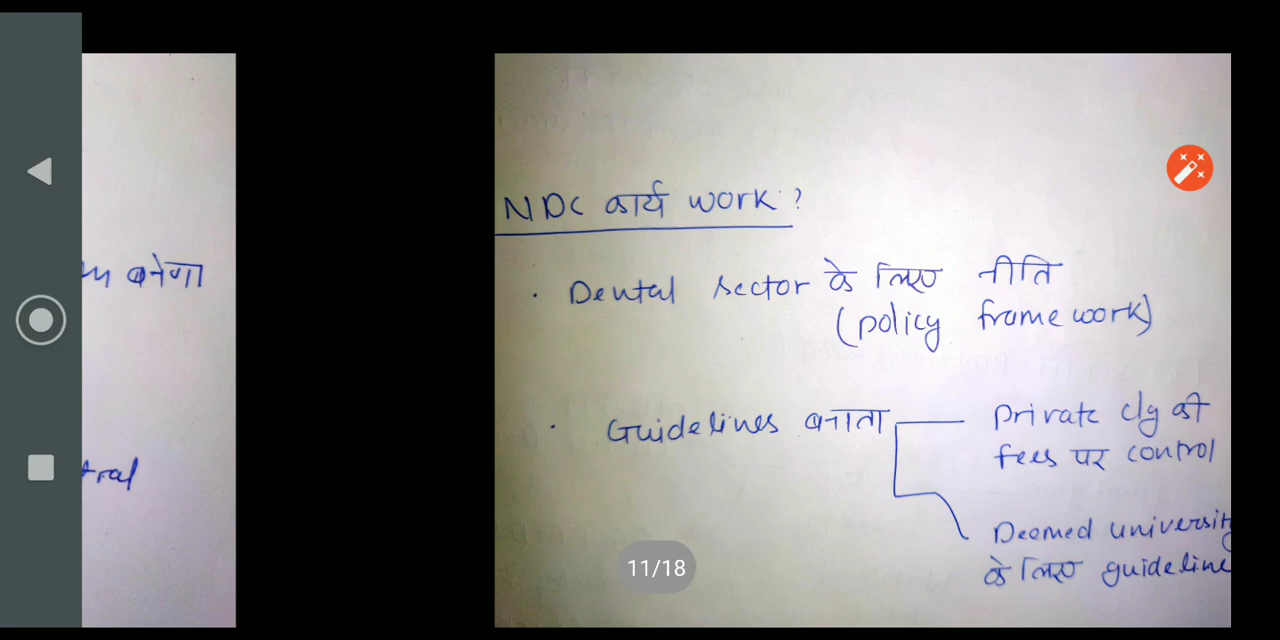 बनेगा
tral
NDC कार्य work ?
· Dental sector के लिए नीति
(policy framework)
· Guidelines बनाता
Private clg की
fees पर control
Deemed universit
के लिए guideline
11/18